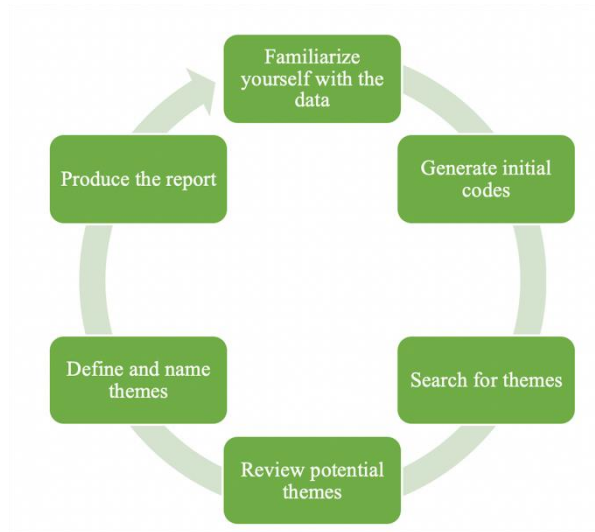 Familiarize
yourself with the
data
Generate initial
codes
Search for themes
Review potential
themes
Define and name
themes
Produce the report